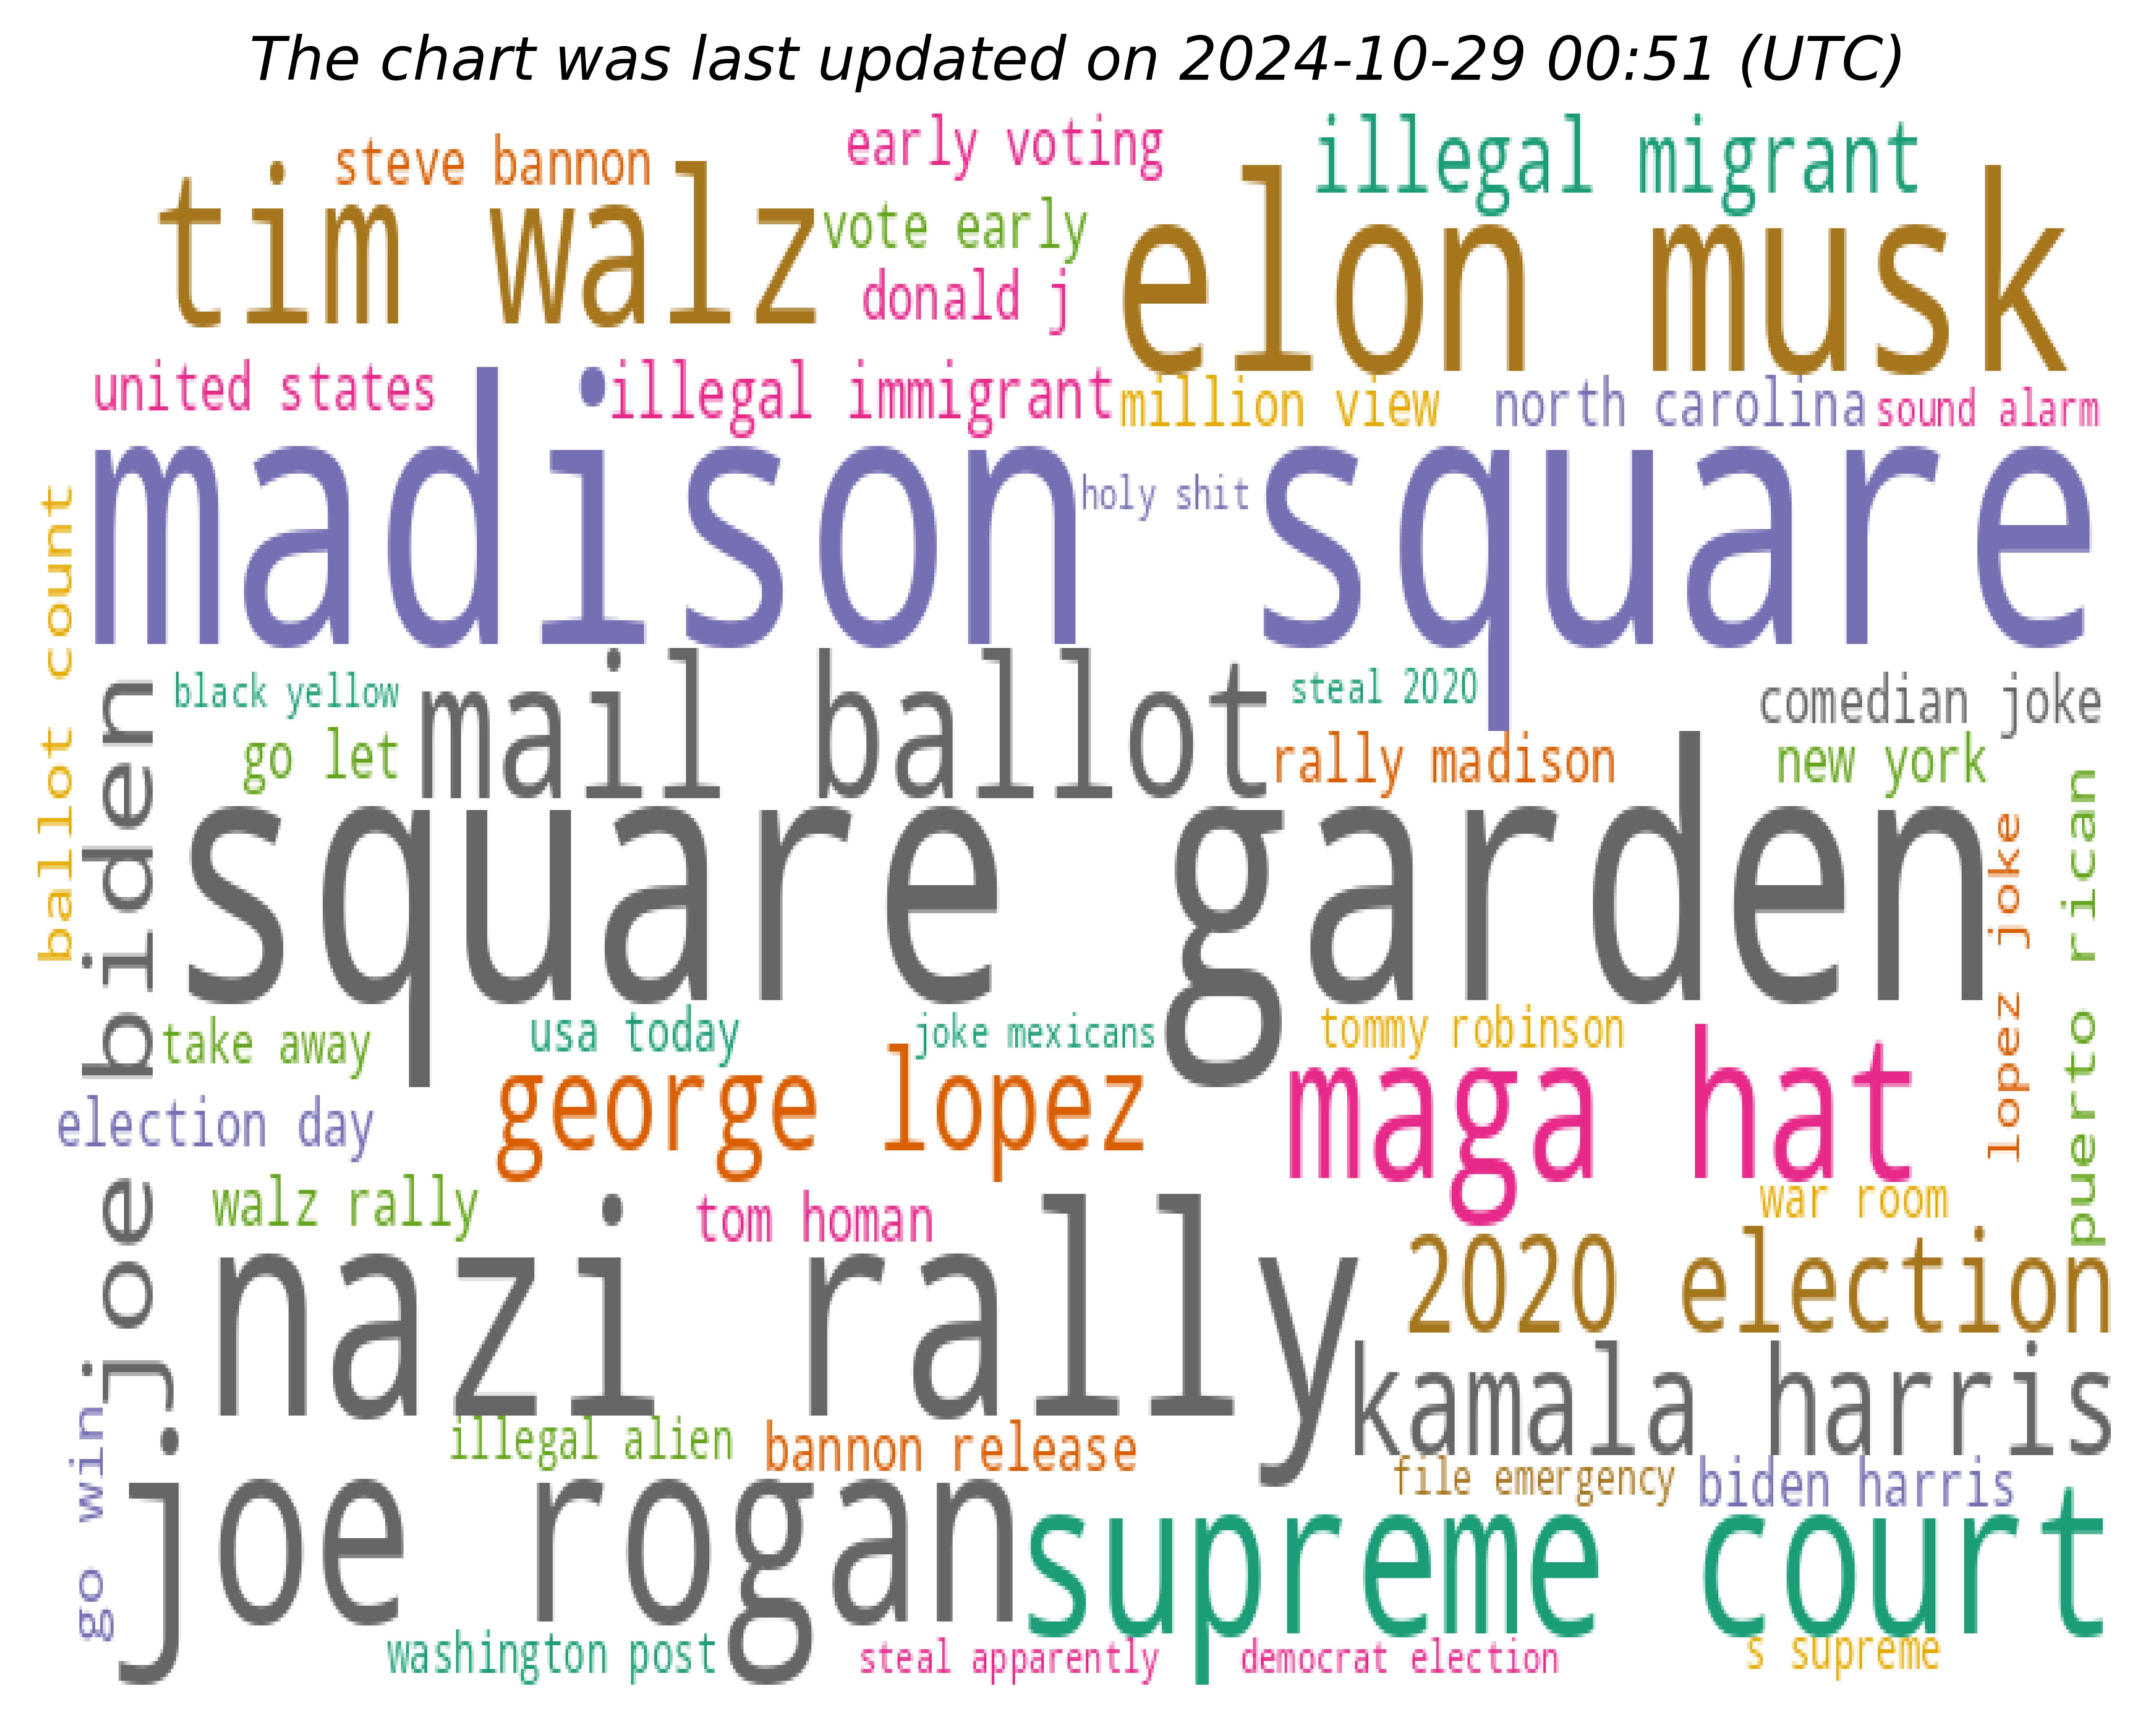 The chart was last updated on 2024-10-29 00:51 (UTC)
steve bannon
early voting
illegal migrant
tim walz
vote early
donald j
elon musk
united states
illegal immigrant
million view
north carolina
sound alarm
madison square
holy shit
ballot count
joe biden
black yellow
mail ballot
steal 2020
comedian joke
go let
rally madison
new york
square garden
lopez joke
puerto rican
take away
usa today
joke mexicans
tommy robinson
election day
george lopez
maga hat
walz rally
tom homan
war room
nazi rally
2020 election
kamala harris
go win
illegal alien
bannon release
file emergency
biden harris
joe rogan
supreme court
washington post
steal apparently
democrat election
s supreme